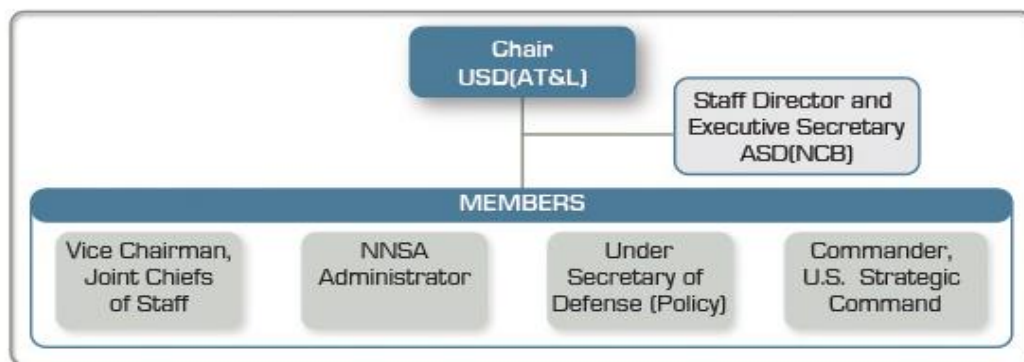 Chair
USD(AT&L)
Staff Director and
Executive Secretary
ASD(NCB)
MEMBERS
Vice Chairman,
Joint Chiefs
of Staff
NNSA
Administrator
Under
Secretary of
Defense (Policy)
Commander,
U.S. Strategic
Command